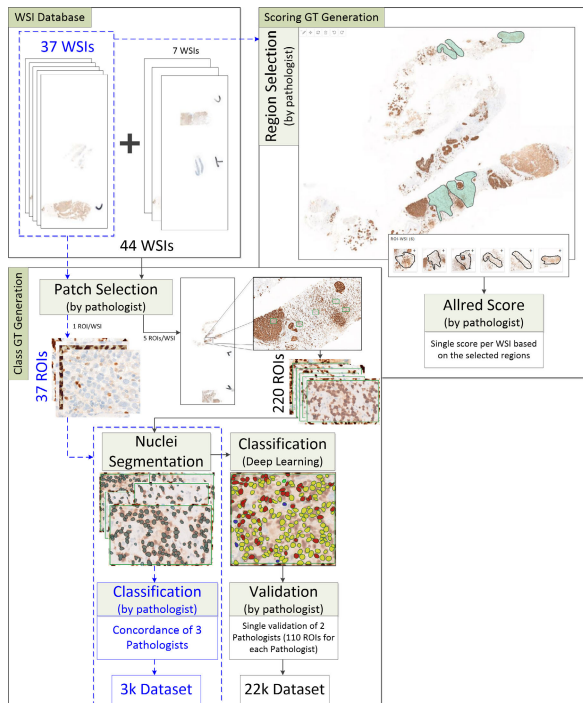 WSI Database
37 WSIs
7 WSIs
+
44 WSIs
Scoring GT Generation
Region Selection
(by pathologist)
ROI-WSI (6)
Allred Score
(by pathologist)
Single score per WSI based
on the selected regions
Class GT Generation
Patch Selection
(by pathologist)
1 ROI/WSI
5 ROIs/WSI
37 ROIs
220 ROIs
Nuclei
Segmentation
Classification
(Deep Learning)
Classification
(by pathologist)
Concordance of 3
Pathologists
3k Dataset
Validation
(by pathologist)
Single validation of 2
Pathologists (110 ROIs for
each Pathologist)
22k Dataset